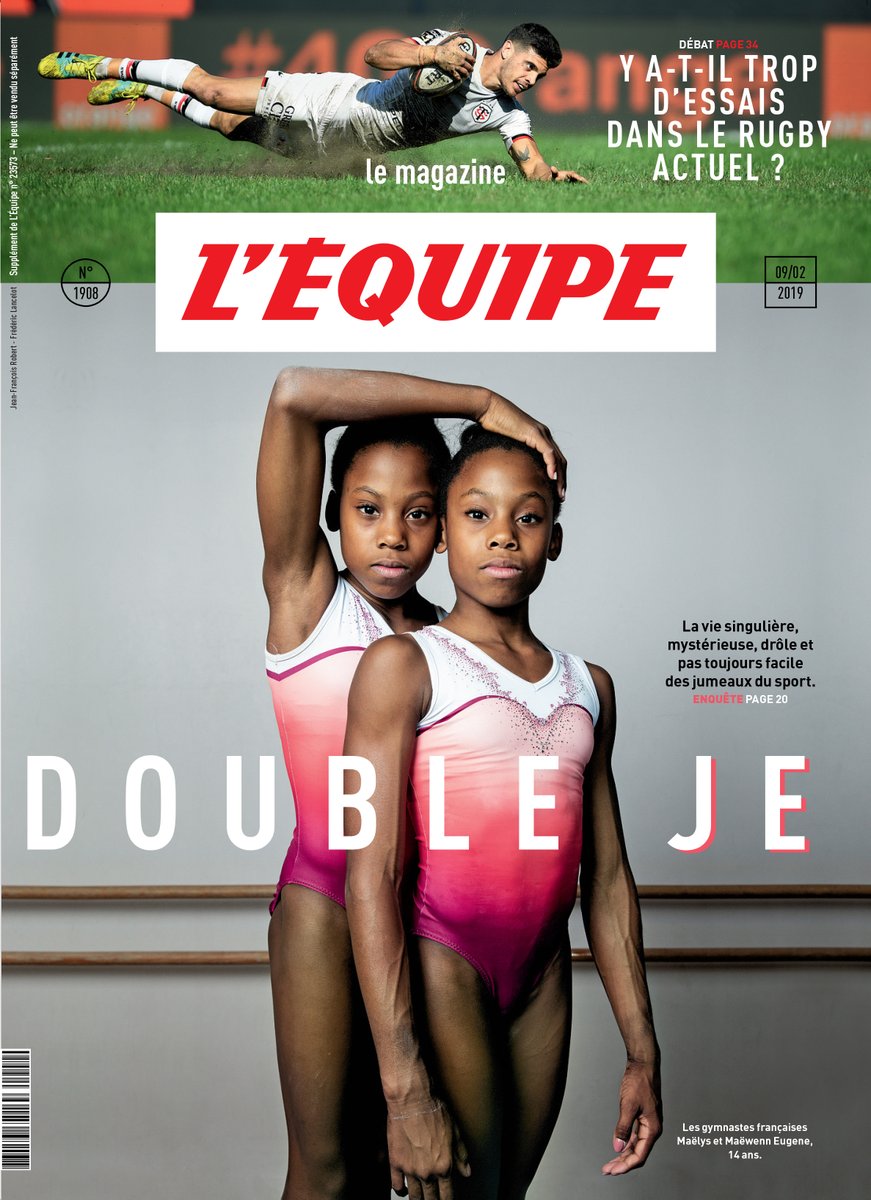 DÉBAT PAGE 34
Y A-T-IL TROP
D'ESSAIS
DANS LE RUGBY
ACTUEL ?
le magazine
L'ÉQUIPE
N°
1908
09/02
2019
Jean-François Robert - Frédéric Lancelot Supplément de L'Équipe n° 23573 – Ne peut être vendu séparément
La vie singulière,
mystérieuse, drôle et
pas toujours facile
des jumeaux du sport.
ENQUÊTE PAGE 20
DOUBLE JE
Les gymnastes françaises
Maëlys et Maëwenn Eugene,
14 ans.